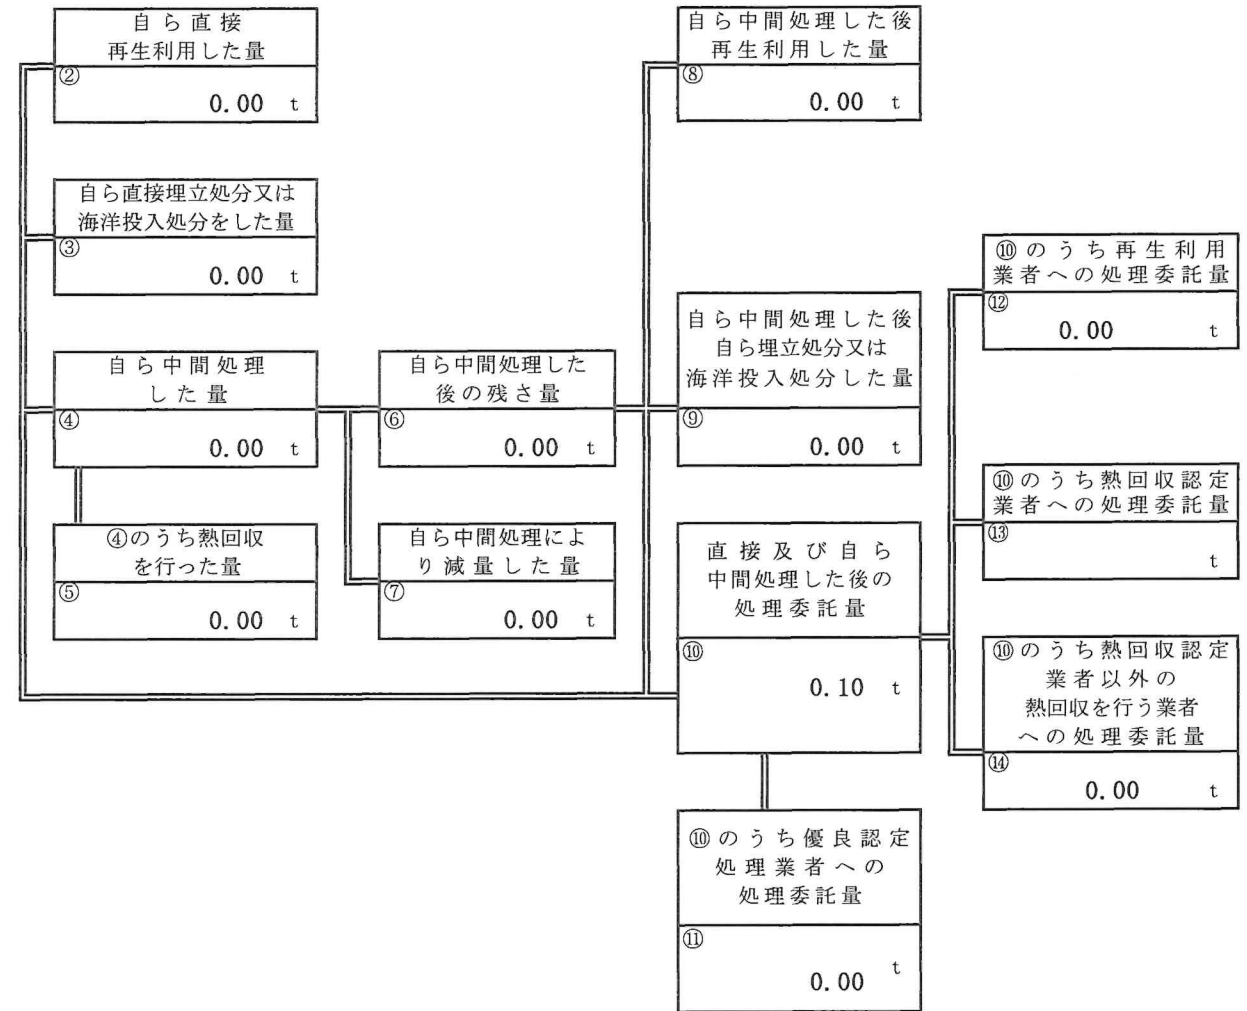 自ら直接
再生利用した量
②
0.00 t
自ら直接埋立処分又は
海洋投入処分をした量
③
0.00 t
自ら中間処理
した量
④
0.00 t
④のうち熱回収
を行った量
⑤
0.00 t
自ら中間処理した
後の残さ量
⑥
0.00 t
自ら中間処理によ
り減量した量
⑦
0.00 t
自ら中間処理した後
再生利用した量
⑧
0.00 t
自ら中間処理した後
自ら埋立処分又は
海洋投入処分した量
⑨
0.00 t
直接及び自ら
中間処理した後の
処理委託量
⑩
0.10 t
⑩のうち優良認定
処理業者への
処理委託量
⑪
0.00 t
⑩のうち再生利用
業者への処理委託量
⑫
0.00 t
⑩のうち熱回収認定
業者への処理委託量
⑬
t
⑩のうち熱回収認定
業者以外の
熱回収を行う業者
への処理委託量
⑭
0.00 t